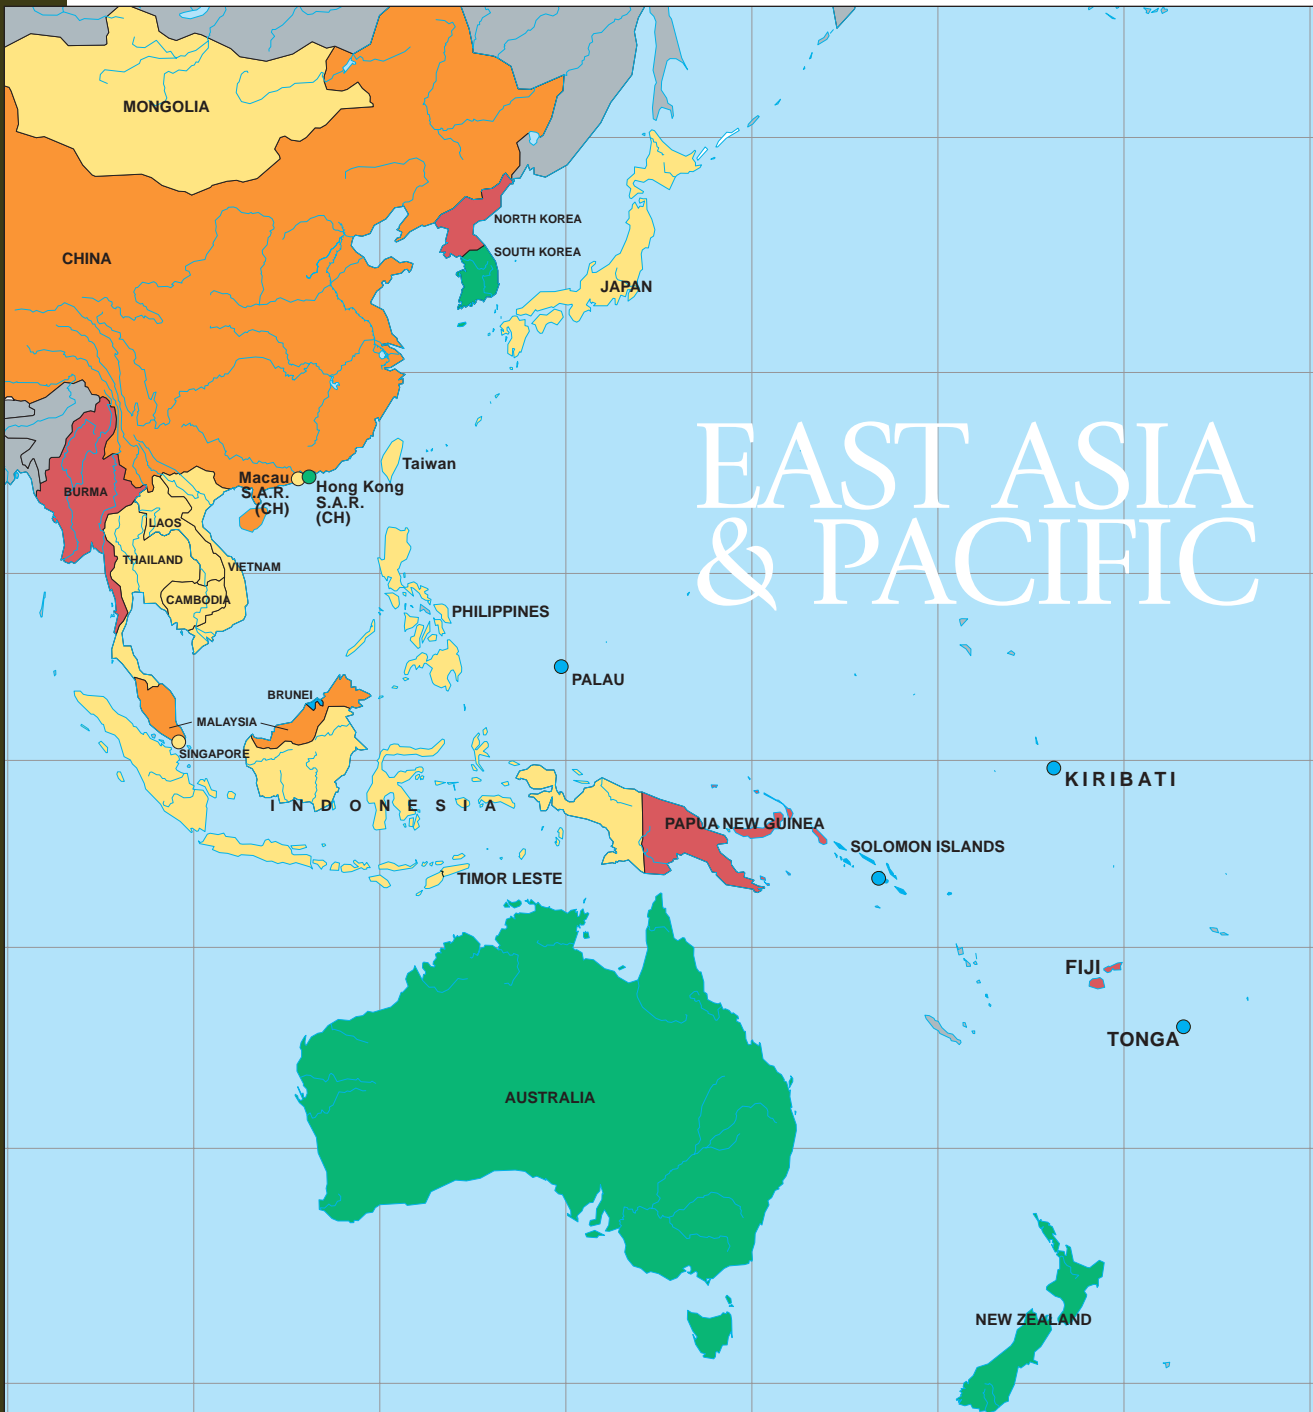 MONGOLIA
NORTH KOREA
SOUTH KOREA
CHINA
JAPAN
EAST ASIA
& PACIFIC
Taiwan
Macau
S.A.R.
(CH)
Hong Kong
S.A.R.
(CH)
BURMA
LAOS
THAILAND
VIETNAM
CAMBODIA
PHILIPPINES
PALAU
BRUNEI
MALAYSIA
SINGAPORE
KIRIBATI
INDONESIA
PAPUA NEW GUINEA
SOLOMON ISLANDS
TIMOR LESTE
FIJI
TONGA
AUSTRALIA
NEW ZEALAND